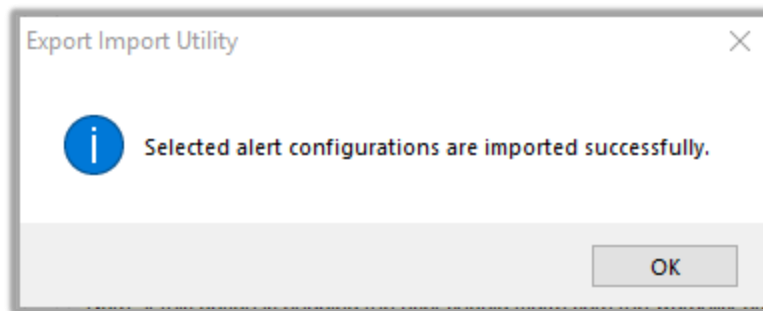 Export Import Utility
i
Selected alert configurations are imported successfully.
OK